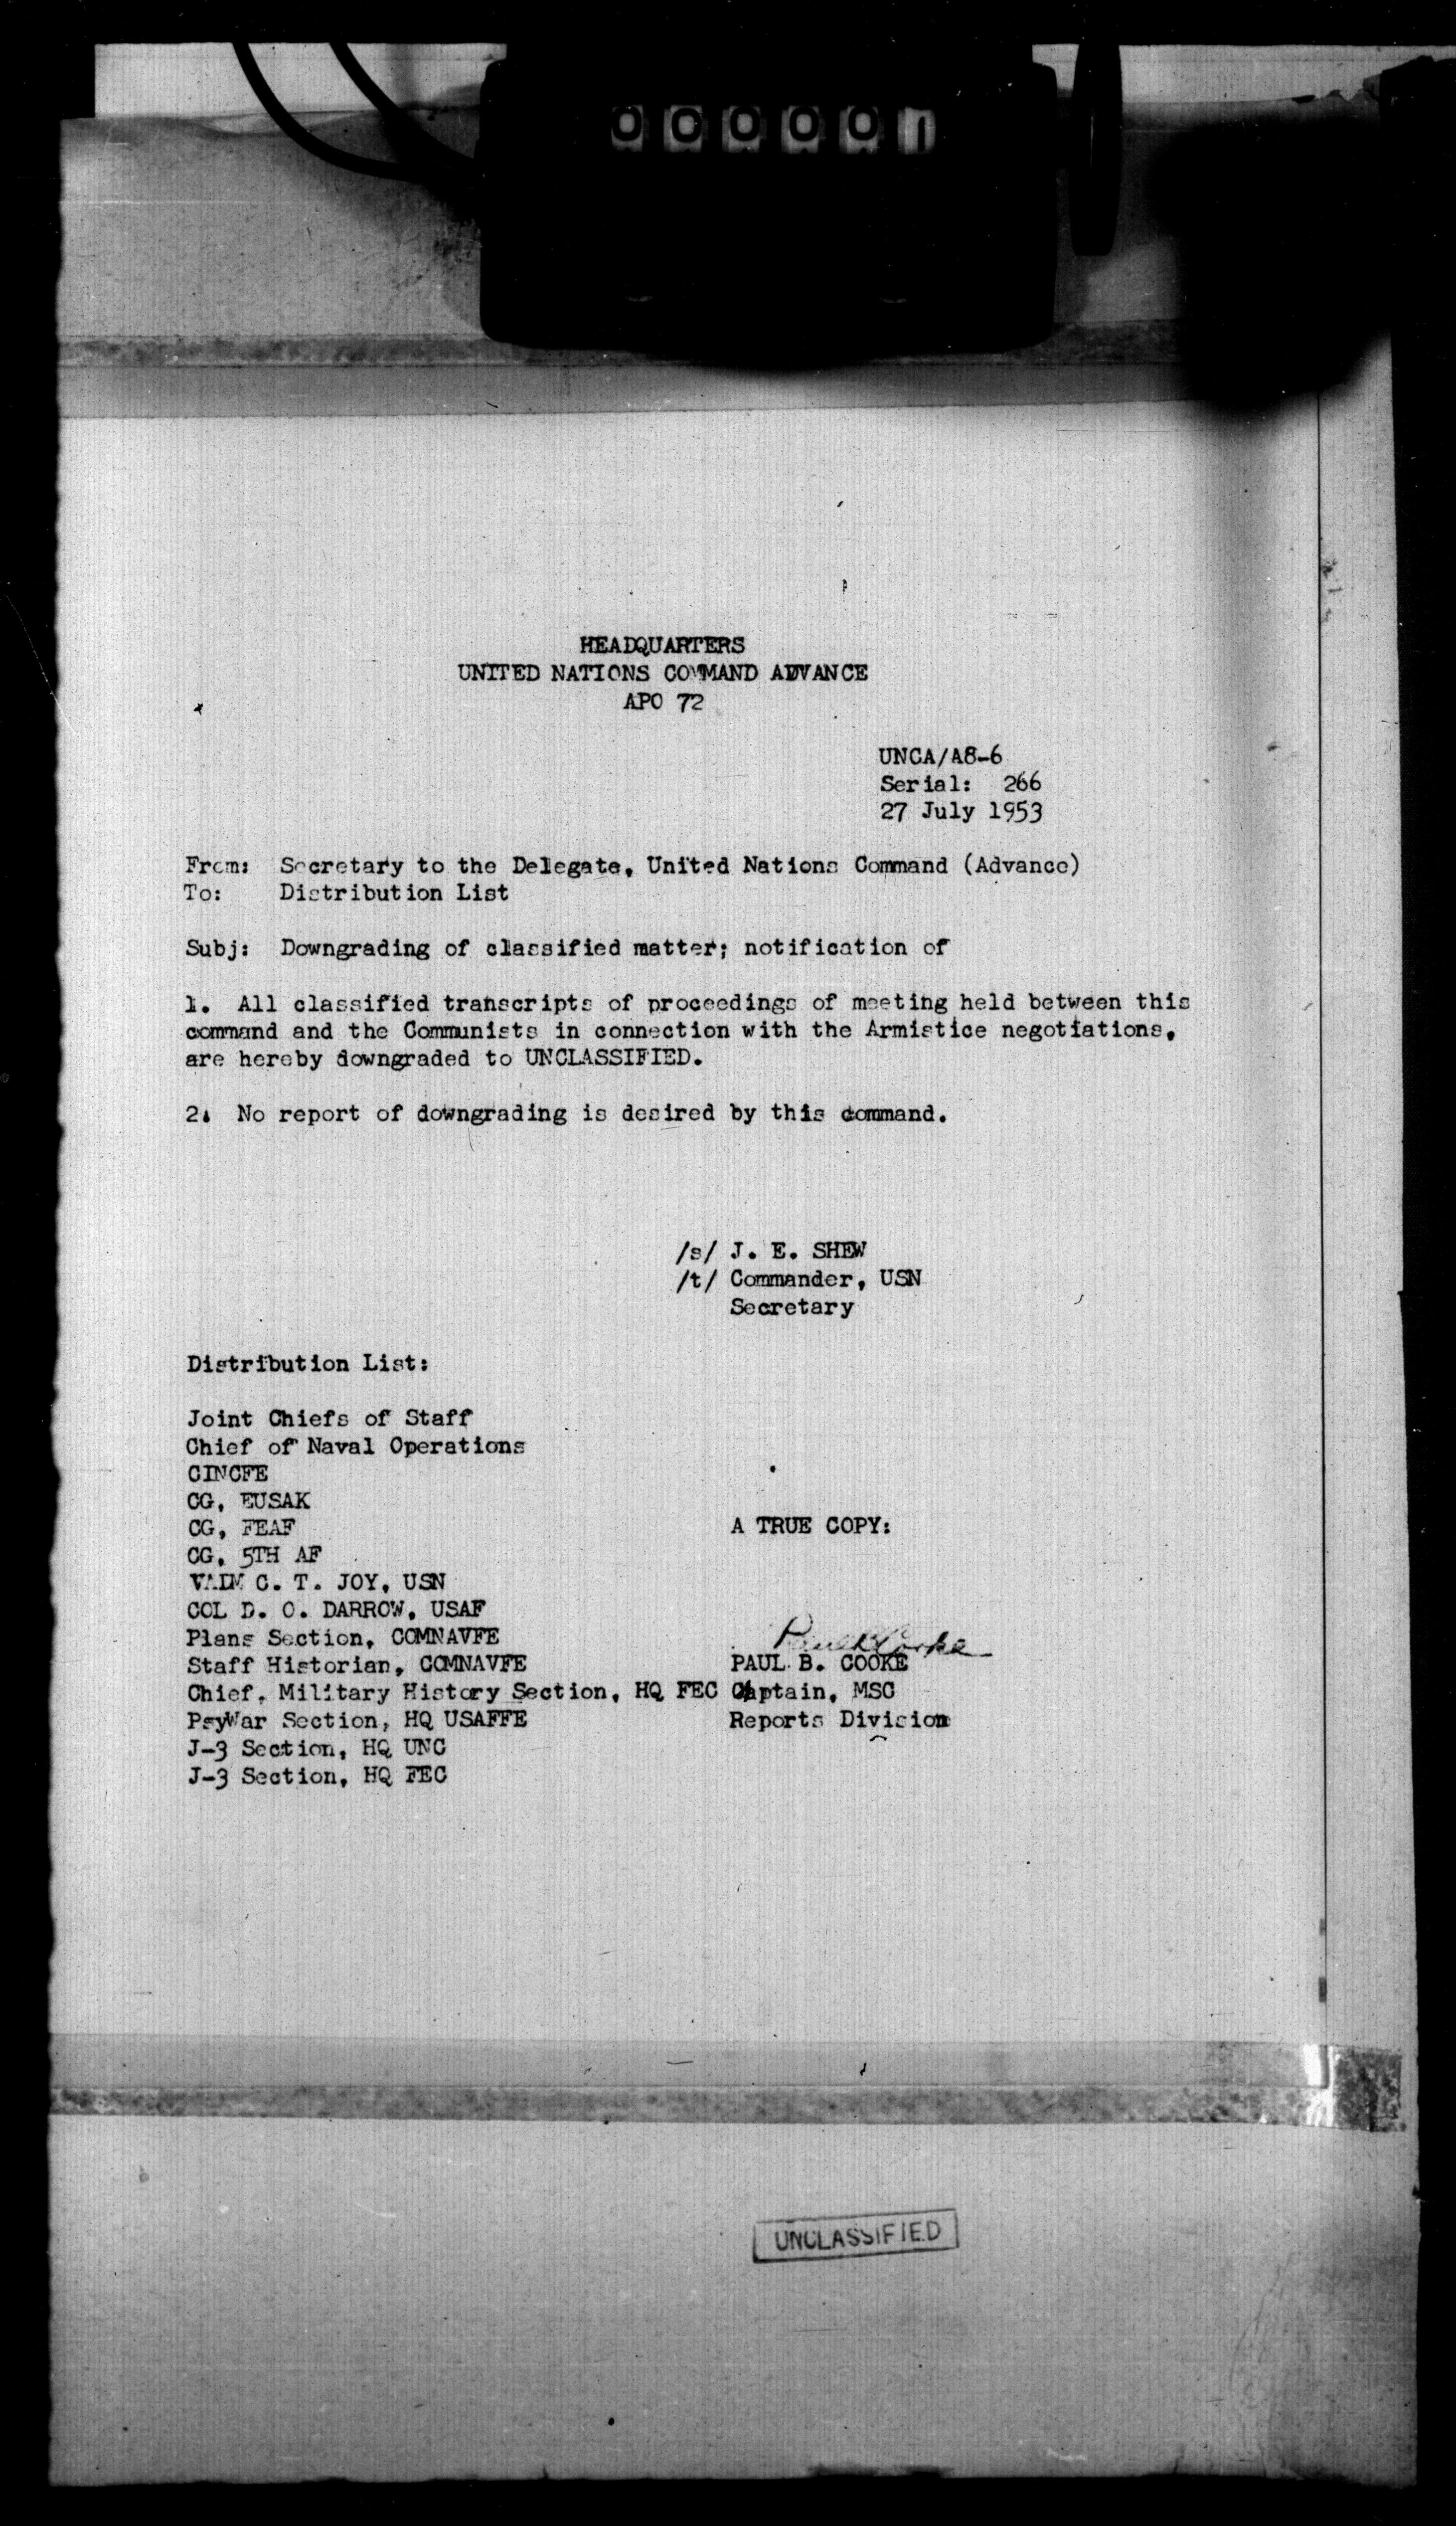 000001
HEADQUARTERS
UNITED NATIONS COMMAND ADVANCE
APO 72
UNCA/A8-6
Serial: 266
27 July 1953
From: Secretary to the Delegate, United Nations Command (Advance)
To: Distribution List
Subj: Downgrading of classified matter; notification of
1. All classified transcripts of proceedings of meeting held between this
command and the Communists in connection with the Armistice negotiations,
are hereby downgraded to UNCLASSIFIED.
2. No report of downgrading is desired by this command.
/s/ J. E. SHEW
/t/ Commander, USN
Secretary
Distribution List:
Joint Chiefs of Staff
Chief of Naval Operations
CINCFE
CG, EUSAK
CG, FEAF
CG, 5TH AF
VADM C. T. JOY, USN
COL D. O. DARROW, USAF
Plans Section, COMNAVFE
Staff Historian, COMNAVFE
Chief, Military History Section, HQ FEC
PsyWar Section, HQ USAFFE
J-3 Section, HQ UNC
J-3 Section, HQ FEC
A TRUE COPY:
Paul B Cooke
PAUL B. COOKE
Captain, MSC
Reports Division
UNCLASSIFIED